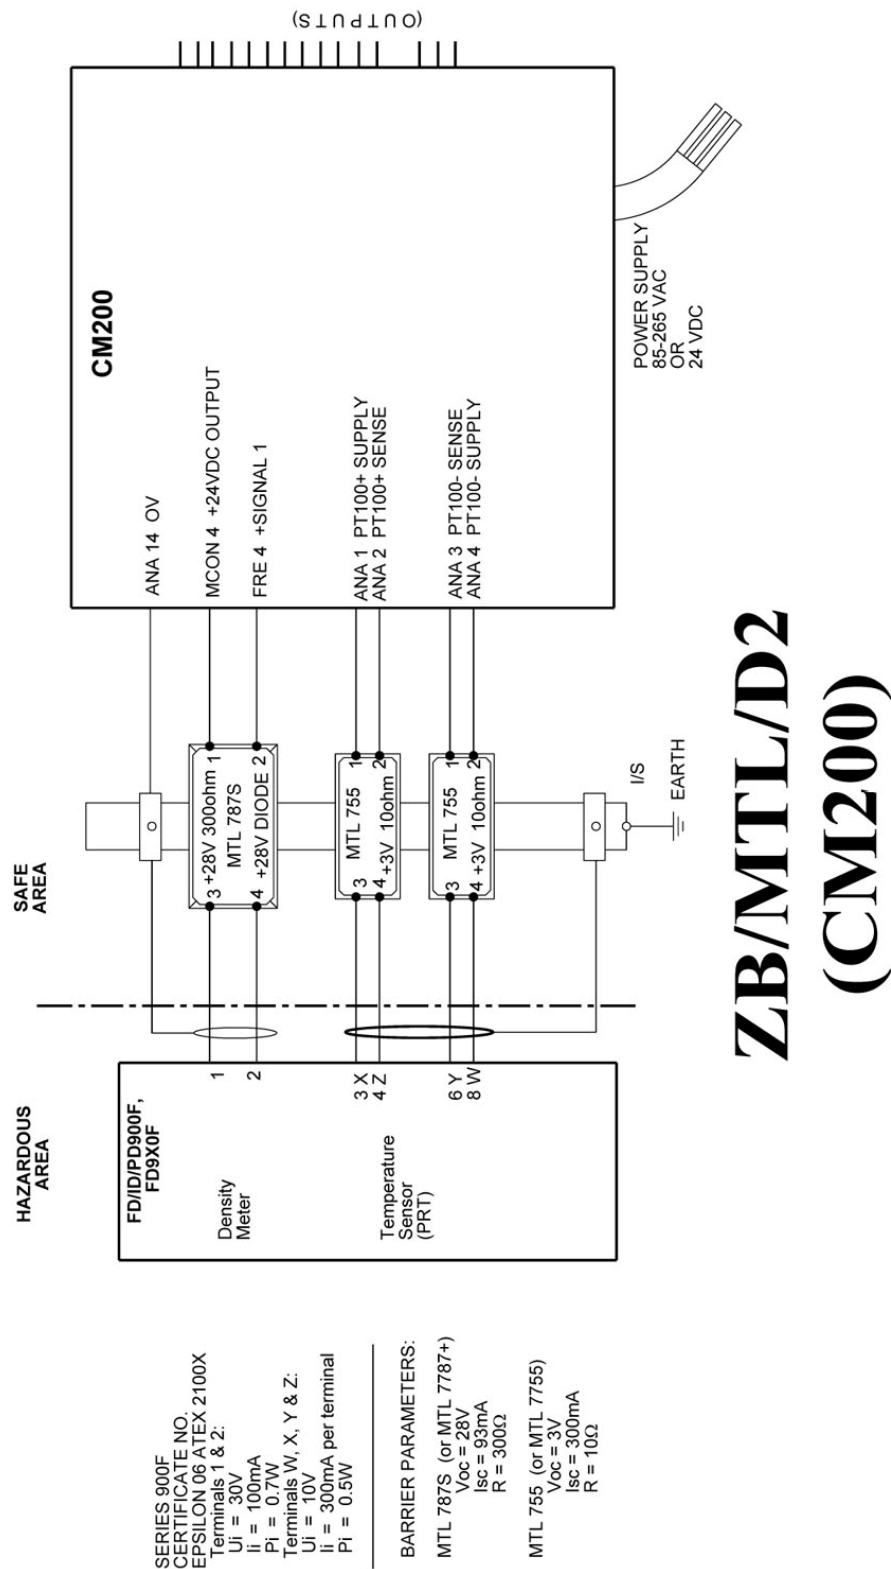 HAZARDOUS
AREA
SAFE
AREA
SERIES 900F
CERTIFICATE NO.
EPSILON 06 ATEX 2100X
Terminals 1 & 2:
Ui = 30V
Ii = 100mA
Pi = 0.7W
Terminals W, X, Y & Z:
Ui = 10V
Ii = 300mA per terminal
Pi = 0.5W
BARRIER PARAMETERS:
MTL 787S (or MTL 7787+)
Voc = 28V
Isc = 93mA
R = 300Ω
MTL 755 (or MTL 7755)
Voc = 3V
Isc = 300mA
R = 10Ω
FD/ID/PD900F,
FD9X0F
Density
Meter
1
2
Temperature
Sensor
(PRT)
3 X
4 Z
6 Y
8 W
3 +28V 300ohm 1
MTL 787S
4 +28V DIODE 2
3 MTL 755 1
4 +3V 10ohm 2
3 MTL 755 1
4 +3V 10ohm 2
I/S
EARTH
CM200
ANA 14 OV
MCON 4 +24VDC OUTPUT
FRE 4 +SIGNAL 1
ANA 1 PT100+ SUPPLY
ANA 2 PT100+ SENSE
ANA 3 PT100- SENSE
ANA 4 PT100- SUPPLY
(OUTPUTS)
POWER SUPPLY
85-265 VAC
OR
24 VDC
ZB/MTL/D2
(CM200)